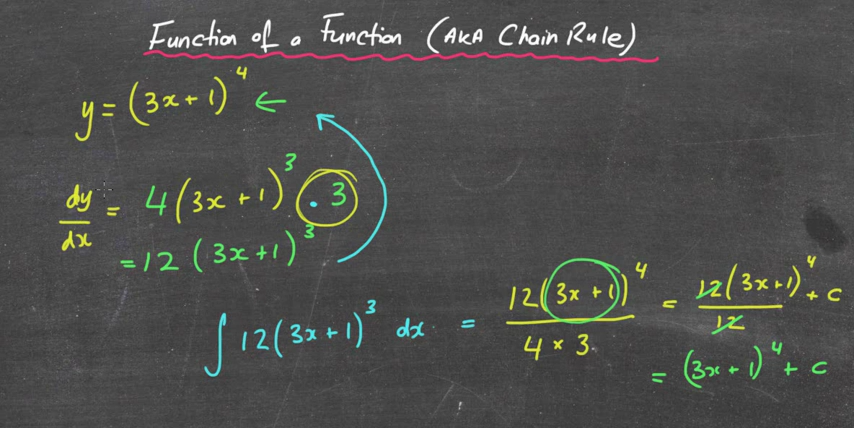 Function of a Function (AKA Chain Rule)
y = (3x + 1)^4 ←
dy/dx = 4(3x + 1)^3 . 3
= 12 (3x+1)^3
∫ 12(3x+1)^3 dx = 12(3x+1)^4 / 4 × 3 = 12(3x+1)^4 / 12 + c
= (3x+1)^4 + c